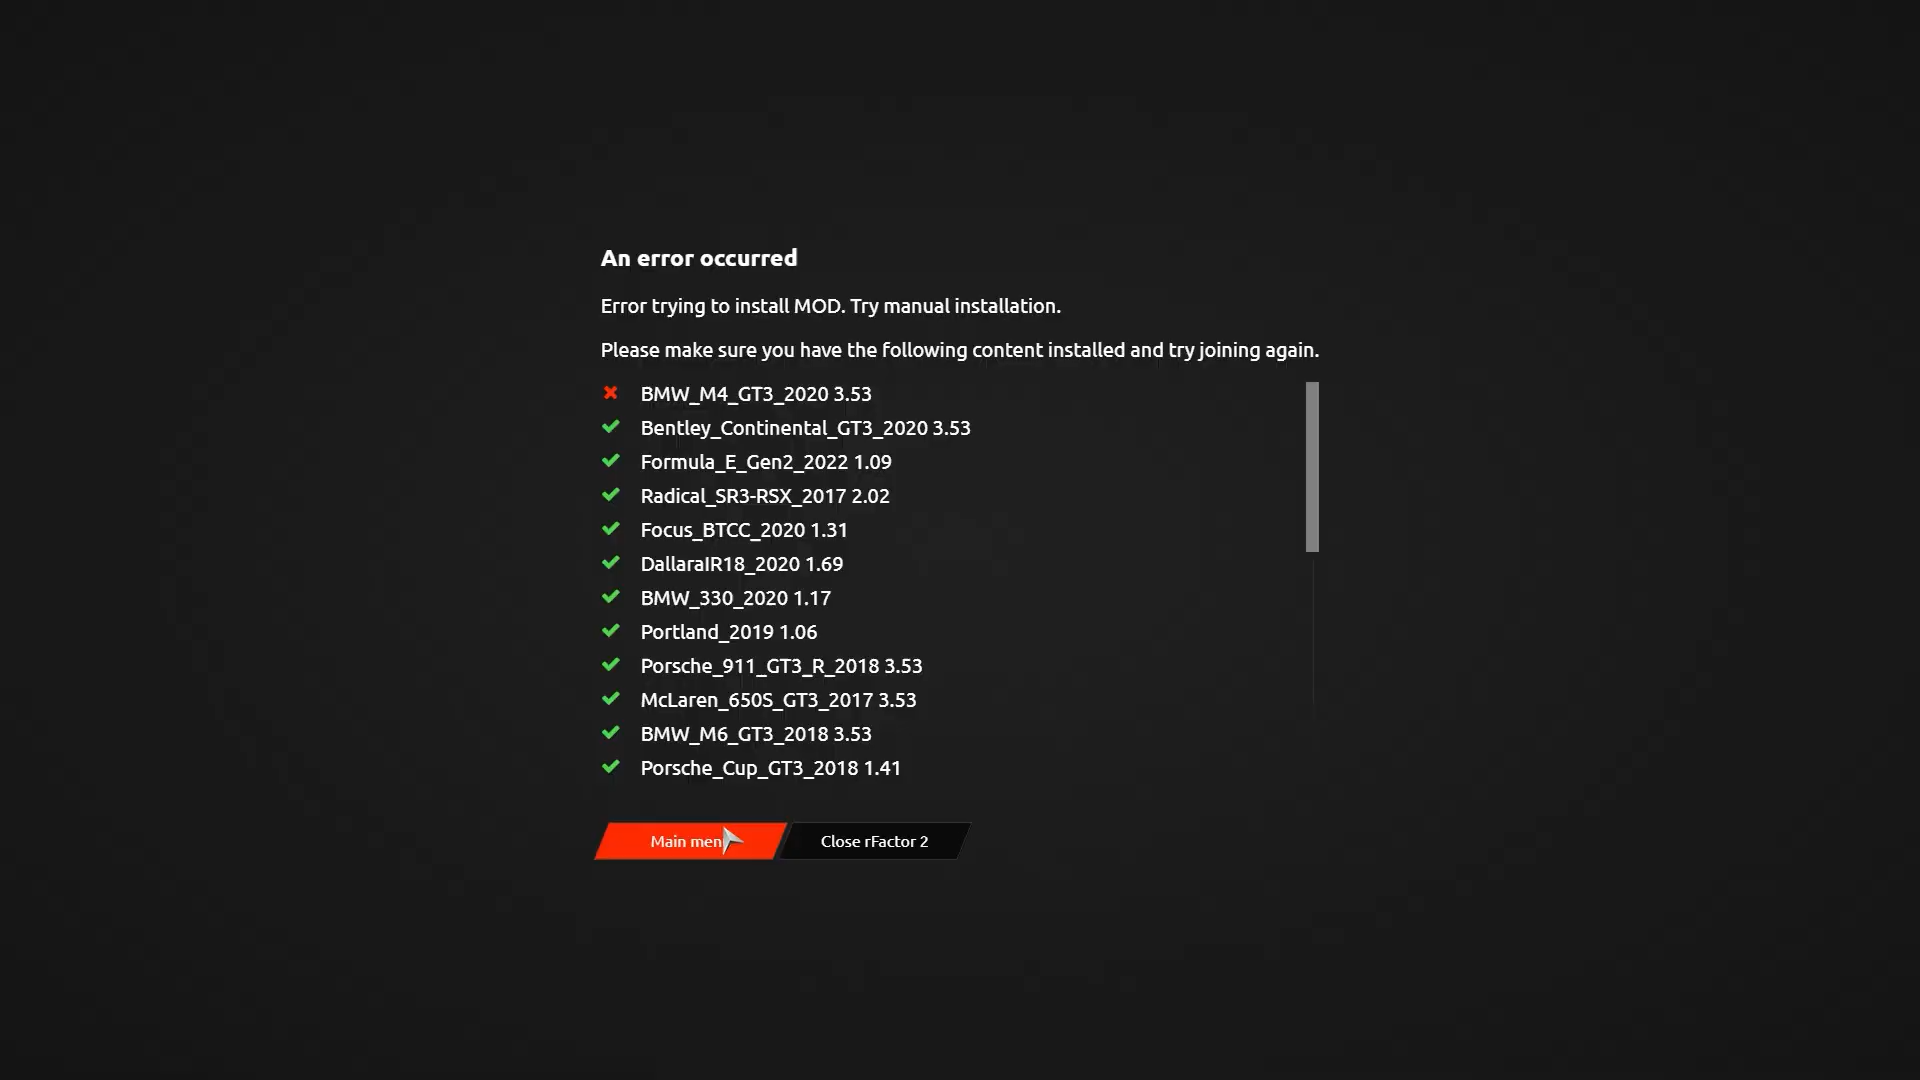 An error occurred
Error trying to install MOD. Try manual installation.
Please make sure you have the following content installed and try joining again.
BMW_M4_GT3_2020 3.53
Bentley_Continental_GT3_2020 3.53
Formula_E_Gen2_2022 1.09
Radical_SR3-RSX_2017 2.02
Focus_BTCC_2020 1.31
DallaraIR18_2020 1.69
BMW_330_2020 1.17
Portland_2019 1.06
Porsche_911_GT3_R_2018 3.53
McLaren_650S_GT3_2017 3.53
BMW_M6_GT3_2018 3.53
Porsche_Cup_GT3_2018 1.41
Main men
Close rFactor 2